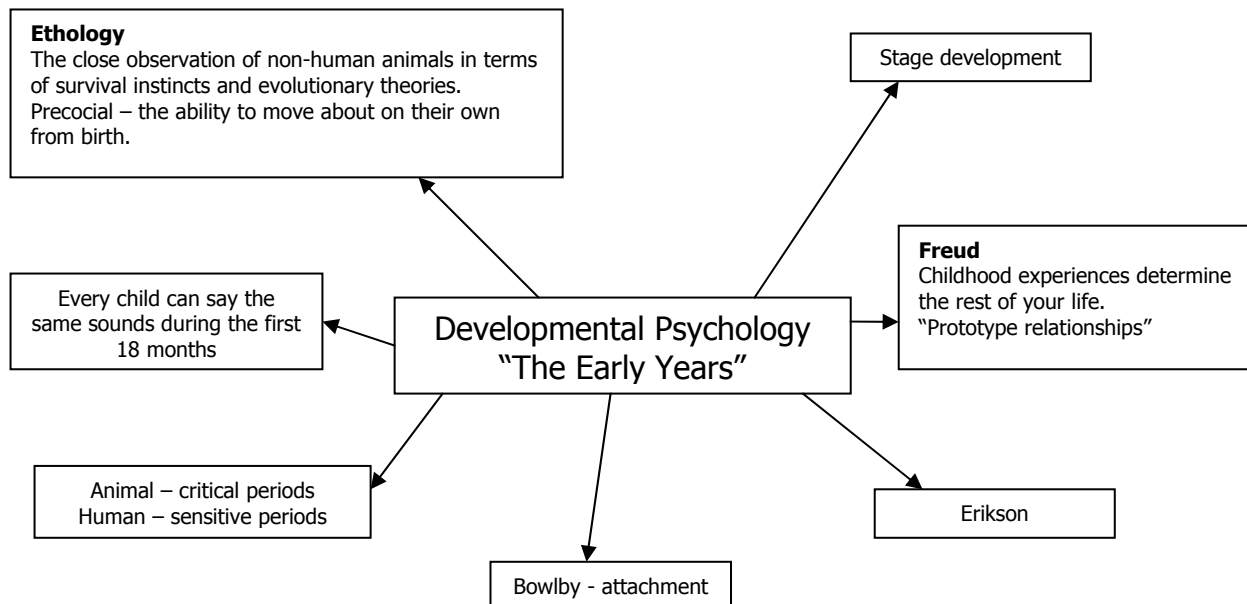 Ethology
The close observation of non-human animals in terms
of survival instincts and evolutionary theories.
Precocial – the ability to move about on their own
from birth.
Stage development
Freud
Childhood experiences determine
the rest of your life.
“Prototype relationships”
Every child can say the
same sounds during the first
18 months
Developmental Psychology
“The Early Years”
Animal – critical periods
Human – sensitive periods
Erikson
Bowlby - attachment